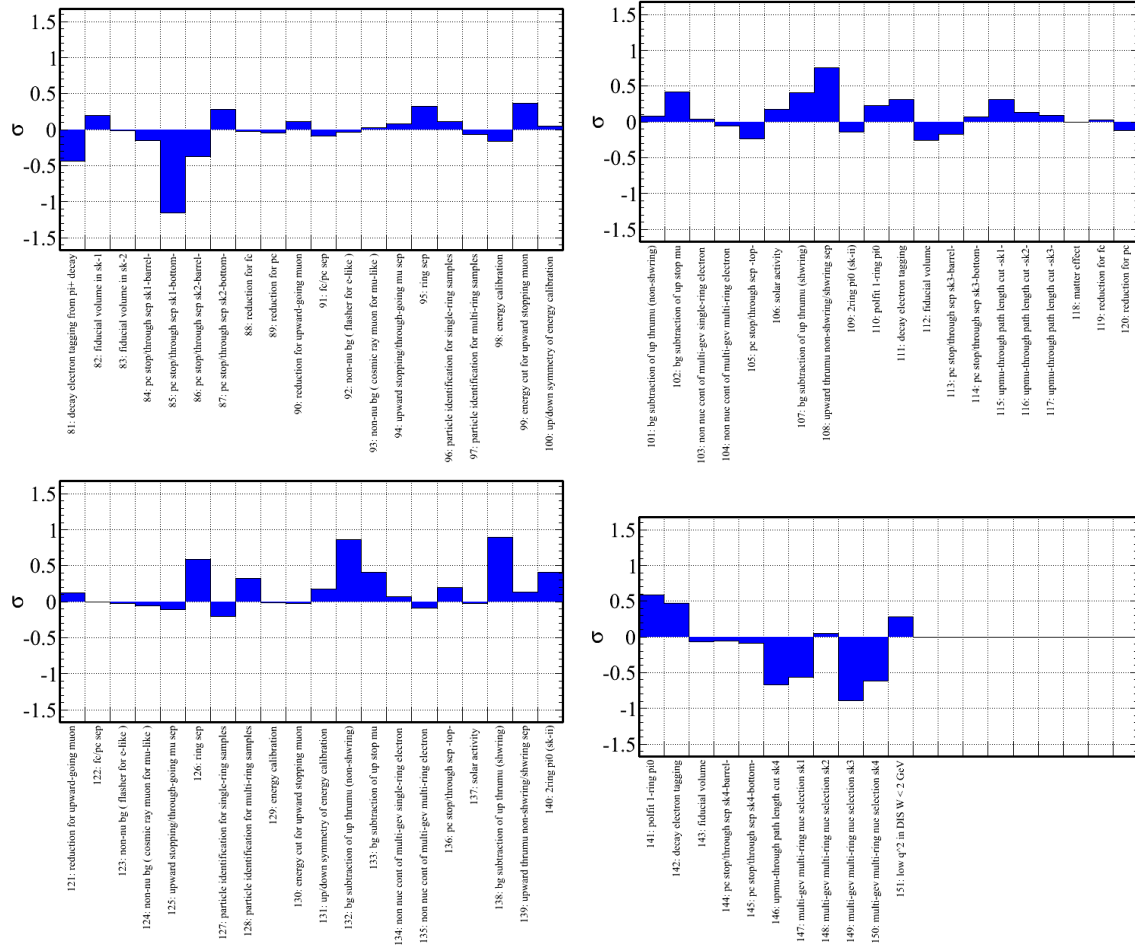 1.5
1
0.5
0
-0.5
-1
-1.5
σ
81: decay electron tagging from pi+ decay
82: fiducial volume in sk-1
83: fiducial volume in sk-2
84: pc stop/through sep sk1-barrel-
85: pc stop/through sep sk1-bottom-
86: pc stop/through sep sk2-barrel-
87: pc stop/through sep sk2-bottom-
88: reduction for fc
89: reduction for pc
90: reduction for upward-going muon
91: fc/pc sep
92: non-nu bg ( flasher for e-like )
93: non-nu bg ( cosmic ray muon for mu-like )
94: upward stopping/through-going mu sep
95: ring sep
96: particle identification for single-ring samples
97: particle identification for multi-ring samples
98: energy calibration
99: energy cut for upward stopping muon
100: up/down symmetry of energy calibration
1.5
1
0.5
0
-0.5
-1
-1.5
σ
101: bg subtraction of up thrumu (non-shwring)
102: bg subtraction of up stop mu
103: non nue cont of multi-gev single-ring electron
104: non nue cont of multi-gev multi-ring electron
105: pc stop/through sep -top-
106: solar activity
107: bg subtraction of up thrumu (shwring)
108: upward thrumu non-shwring/shwring sep
109: 2ring pi0 (sk-ii)
110: polfit 1-ring pi0
111: decay electron tagging
112: fiducial volume
113: pc stop/through sep sk3-barrel-
114: pc stop/through sep sk3-bottom-
115: upmu-through path length cut -sk1-
116: upmu-through path length cut -sk2-
117: upmu-through path length cut -sk3-
118: matter effect
119: reduction for fc
120: reduction for pc
1.5
1
0.5
0
-0.5
-1
-1.5
σ
121: reduction for upward-going muon
122: fc/pc sep
123: non-nu bg ( flasher for e-like )
124: non-nu bg ( cosmic ray muon for mu-like )
125: upward stopping/through-going mu sep
126: ring sep
127: particle identification for single-ring samples
128: particle identification for multi-ring samples
129: energy calibration
130: energy cut for upward stopping muon
131: up/down symmetry of energy calibration
132: bg subtraction of up thrumu (non-shwring)
133: bg subtraction of up stop mu
134: non nue cont of multi-gev single-ring electron
135: non nue cont of multi-gev multi-ring electron
136: pc stop/through sep -top-
137: solar activity
138: bg subtraction of up thrumu (shwring)
139: upward thrumu non-shwring/shwring sep
140: 2ring pi0 (sk-ii)
1.5
1
0.5
0
-0.5
-1
-1.5
σ
141: polfit 1-ring pi0
142: decay electron tagging
143: fiducial volume
144: pc stop/through sep sk4-barrel-
145: pc stop/through sep sk4-bottom-
146: upmu-through path length cut sk4
147: multi-gev multi-ring nue selection sk1
148: multi-gev multi-ring nue selection sk2
149: multi-gev multi-ring nue selection sk3
150: multi-gev multi-ring nue selection sk4
151: low q^2 in DIS W < 2 GeV